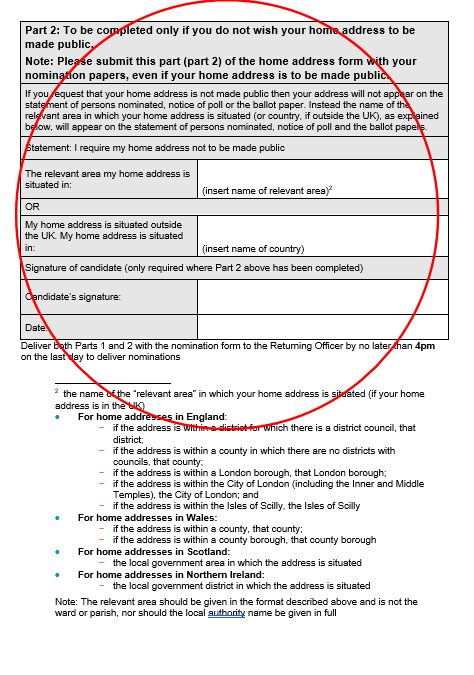 Part 2: To be completed only if you do not wish your home address to be
made public.
Note: Please submit this part (part 2) of the home address form with your
nomination papers, even if your home address is to be made public.
If you request that your home address is not made public then your address will not appear on the
statement of persons nominated, notice of poll or the ballot paper. Instead the name of the
relevant area in which your home address is situated (or country, if outside the UK), as explained
below, will appear on the statement of persons nominated, notice of poll and the ballot papers.
Statement: I require my home address not to be made public
The relevant area my home address is
situated in:
(insert name of relevant area)2
OR
My home address is situated outside
the UK. My home address is situated
in:
(insert name of country)
Signature of candidate (only required where Part 2 above has been completed)
Candidate's signature:
Date:
Deliver both Parts 1 and 2 with the nomination form to the Returning Officer by no later than 4pm
on the last day to deliver nominations
2 the name of the "relevant area" in which your home address is situated (if your home
address is in the UK)
• For home addresses in England:
− if the address is within a district for which there is a district council, that
district;
− if the address is within a county in which there are no districts with
councils, that county;
− if the address is within a London borough, that London borough;
− if the address is within the City of London (including the Inner and Middle
Temples), the City of London; and
− if the address is within the Isles of Scilly, the Isles of Scilly
• For home addresses in Wales:
− if the address is within a county, that county;
− if the address is within a county borough, that county borough
• For home addresses in Scotland:
− the local government area in which the address is situated
• For home addresses in Northern Ireland:
− the local government district in which the address is situated
Note: The relevant area should be given in the format described above and is not the
ward or parish, nor should the local authority name be given in full